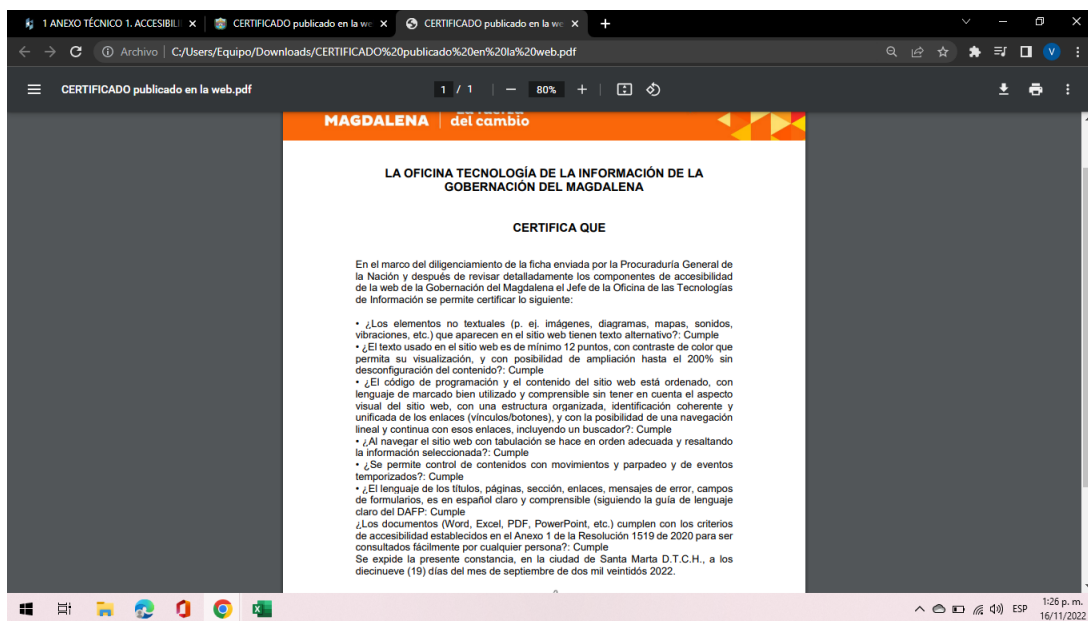 1 ANEXO TÉCNICO 1. ACCESIBILI
CERTIFICADO publicado en la we
CERTIFICADO publicado en la we
Archivo | C:/Users/Equipo/Downloads/CERTIFICADO%20publicado%20en%20la%20web.pdf
V
CERTIFICADO publicado en la web.pdf
1 / 1
80%
MAGDALENA
La fuerza
del cambio
LA OFICINA TECNOLOGÍA DE LA INFORMACIÓN DE LA
GOBERNACIÓN DEL MAGDALENA
CERTIFICA QUE
En el marco del diligenciamiento de la ficha enviada por la Procuraduría General de
la Nación y después de revisar detalladamente los componentes de accesibilidad
de la web de la Gobernación del Magdalena el Jefe de la Oficina de las Tecnologías
de Información se permite certificar lo siguiente:
• ¿Los elementos no textuales (p. ej. imágenes, diagramas, mapas, sonidos,
vibraciones, etc.) que aparecen en el sitio web tienen texto alternativo?: Cumple
• ¿El texto usado en el sitio web es de mínimo 12 puntos, con contraste de color que
permita su visualización, y con posibilidad de ampliación hasta el 200% sin
desconfiguración del contenido?: Cumple
• ¿El código de programación y el contenido del sitio web está ordenado, con
lenguaje de marcado bien utilizado y comprensible sin tener en cuenta el aspecto
visual del sitio web, con una estructura organizada, identificación coherente y
unificada de los enlaces (vínculos/botones), y con la posibilidad de una navegación
lineal y continua con esos enlaces, incluyendo un buscador?: Cumple
• ¿Al navegar el sitio web con tabulación se hace en orden adecuada y resaltando
la información seleccionada?: Cumple
• ¿Se permite control de contenidos con movimientos y parpadeo y de eventos
temporizados?: Cumple
• ¿El lenguaje de los títulos, páginas, sección, enlaces, mensajes de error, campos
de formularios, es en español claro y comprensible (siguiendo la guía de lenguaje
claro del DAFP: Cumple
¿Los documentos (Word, Excel, PDF, PowerPoint, etc.) cumplen con los criterios
de accesibilidad establecidos en el Anexo 1 de la Resolución 1519 de 2020 para ser
consultados fácilmente por cualquier persona?: Cumple
Se expide la presente constancia, en la ciudad de Santa Marta D.T.C.H., a los
diecinueve (19) días del mes de septiembre de dos mil veintidós 2022.
ESP
1:26 p. m.
16/11/2022